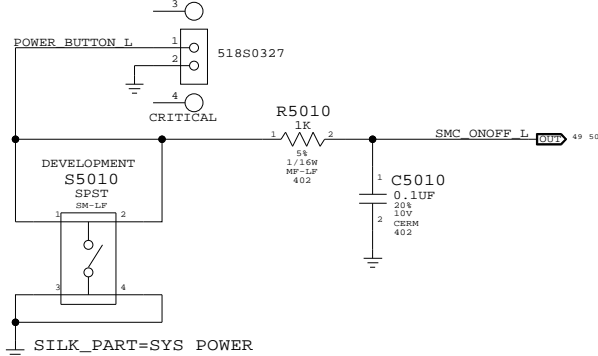 3
POWER_BUTTON_L
1
2
518S0327
4
CRITICAL
R5010
1K
1
2
5%
1/16W
MF-LF
402
SMC_ONOFF_L
OUT
49 50
DEVELOPMENT
S5010
SPST
SM-LF
1
2
3
4
1
C5010
0.1UF
20%
10V
2
CERM
402
SILK_PART=SYS POWER